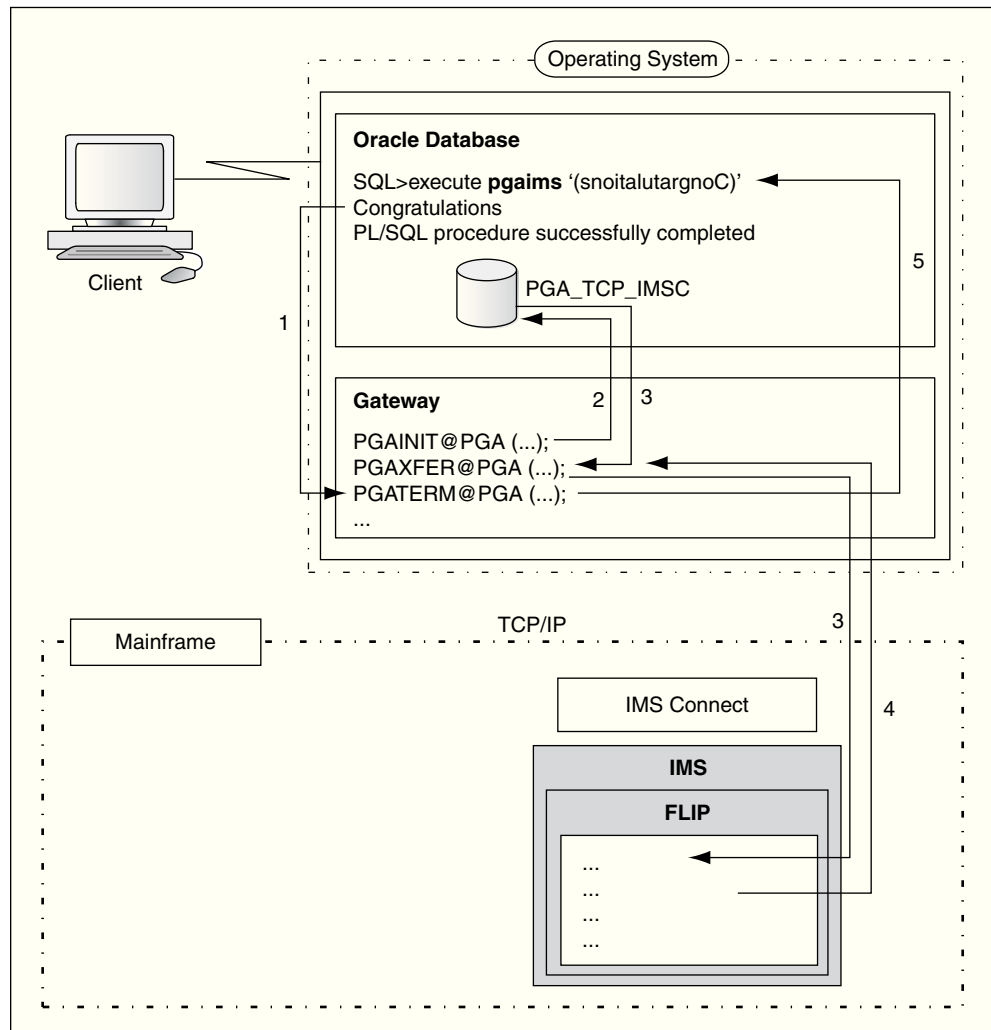 Operating System
Oracle Database
SQL>execute pgaims ‘(snoitalutargnoC)’
Congratulations
PL/SQL procedure successfully completed
Client
PGA_TCP_IMSC
5
1
2
3
Gateway
PGAINIT@PGA (...);
PGAXFER@PGA (...);
PGATERM@PGA (...);
...
TCP/IP
3
Mainframe
IMS Connect
4
IMS
FLIP
...
...
...
...